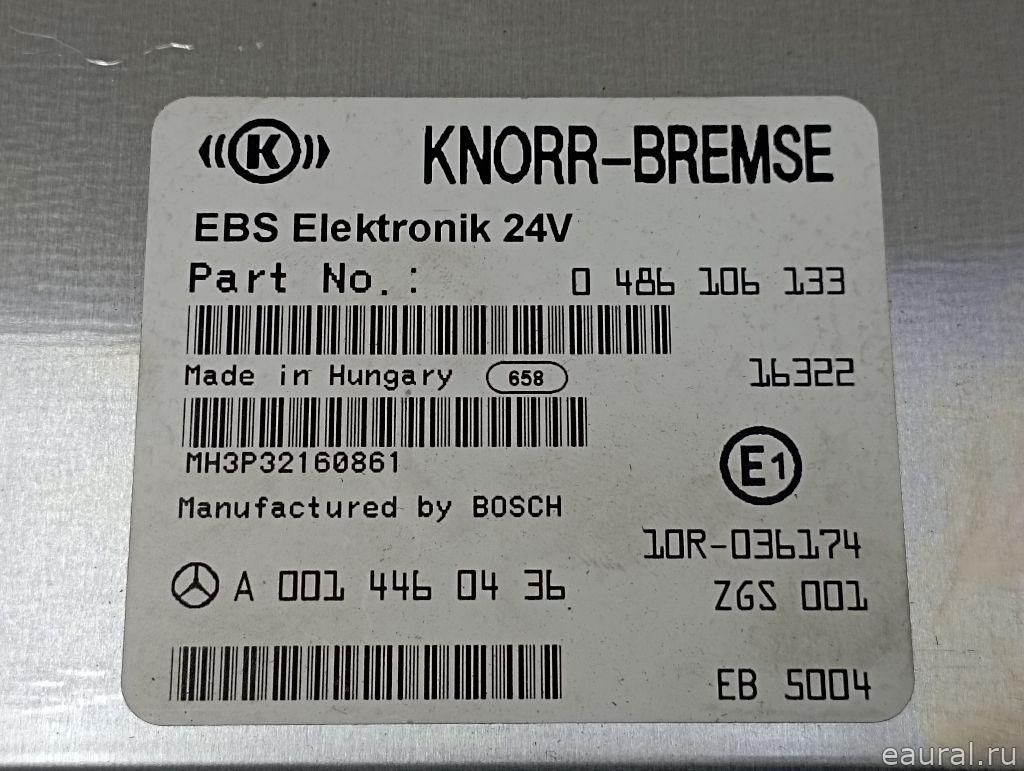 K KNORR-BREMSE
EBS Elektronik 24V
Part No.: 0 486 106 133
Made in Hungary 658 16322
MH3P32160861
E1
Manufactured by BOSCH
10R-036174
A 001 446 04 36 ZGS 001
EB 5004
eaural.ru